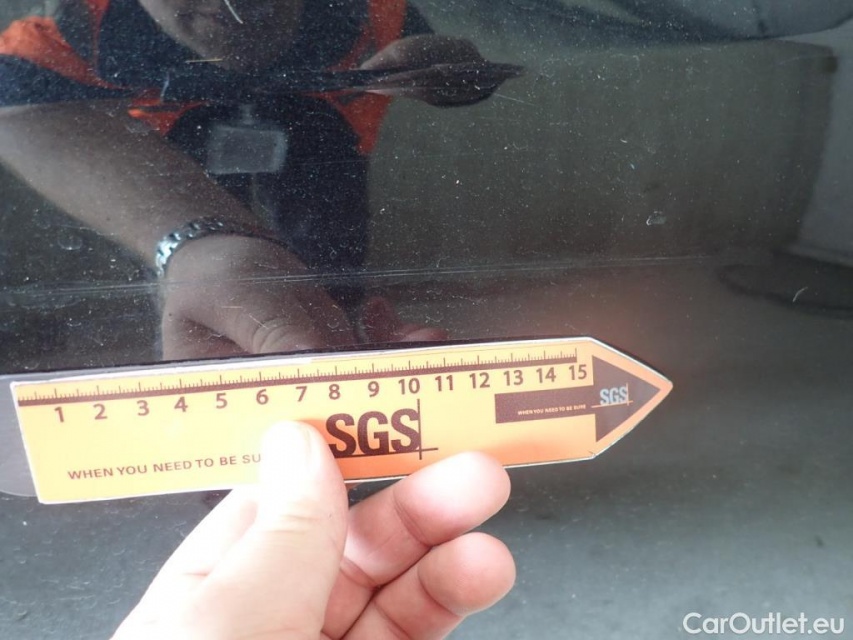 1 2 3 4 5 6 7 8 9 10 11 12 13 14 15
SGS
WHEN YOU NEED TO BE SURE
SGS
WHEN YOU NEED TO BE SU
CarOutlet.eu